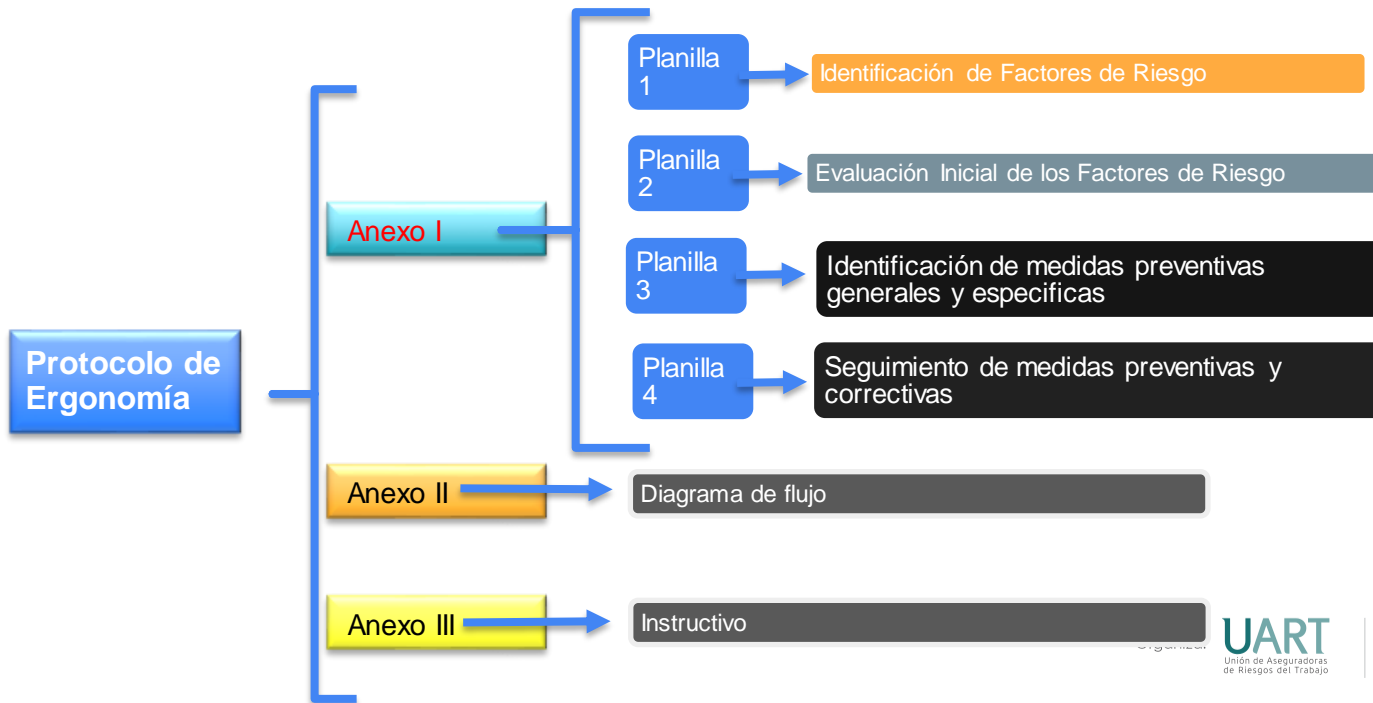 Protocolo de
Ergonomía
Anexo I
Planilla
1
Identificación de Factores de Riesgo
Planilla
2
Evaluación Inicial de los Factores de Riesgo
Planilla
3
Identificación de medidas preventivas
generales y especificas
Planilla
4
Seguimiento de medidas preventivas y
correctivas
Anexo II
Diagrama de flujo
Anexo III
Instructivo
UART
Unión de Aseguradoras
de Riesgos del Trabajo